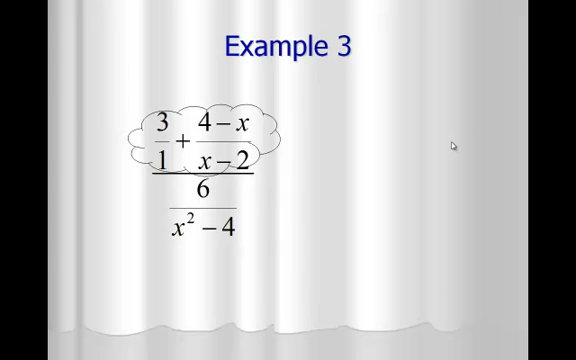 Example 3
3/1 + (4 − x)/(x − 2)
6/(x² − 4)